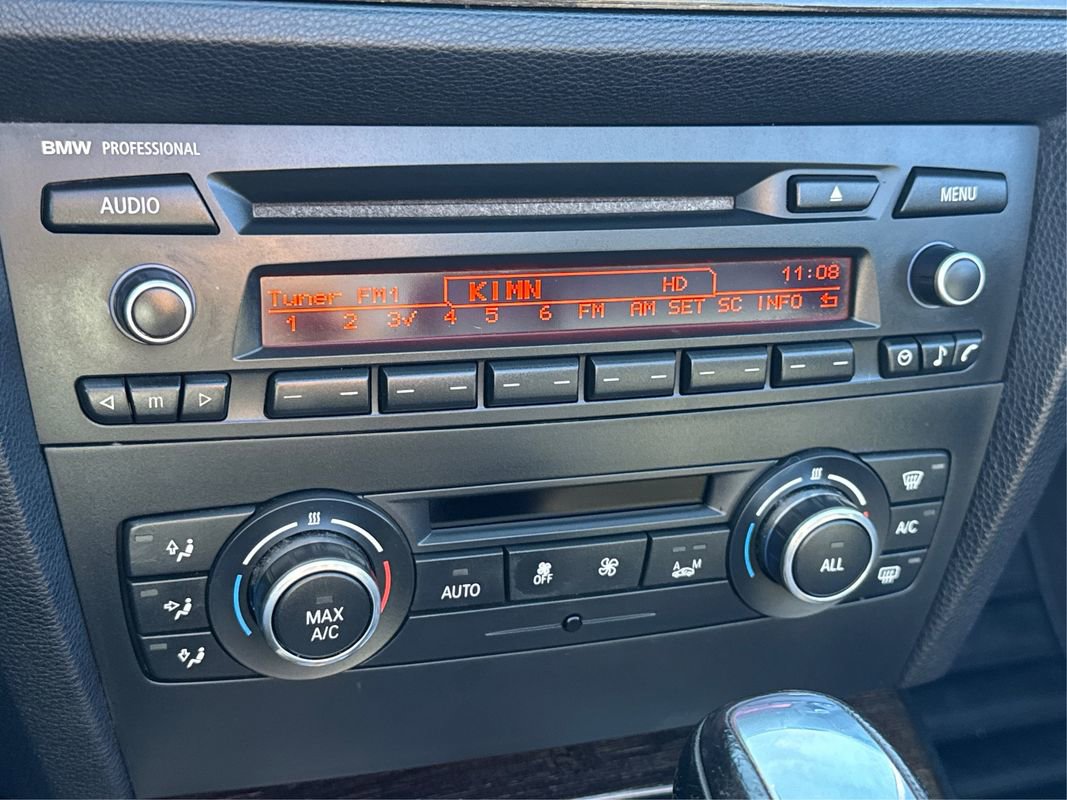 BMW PROFESSIONAL
AUDIO
MENU
Tuner FM1 KIMN HD 11:08
1 2 3✓ 4 5 6 FM AM SET SC INFO
m
MAX
A/C
AUTO
OFF
A M
ALL
A/C